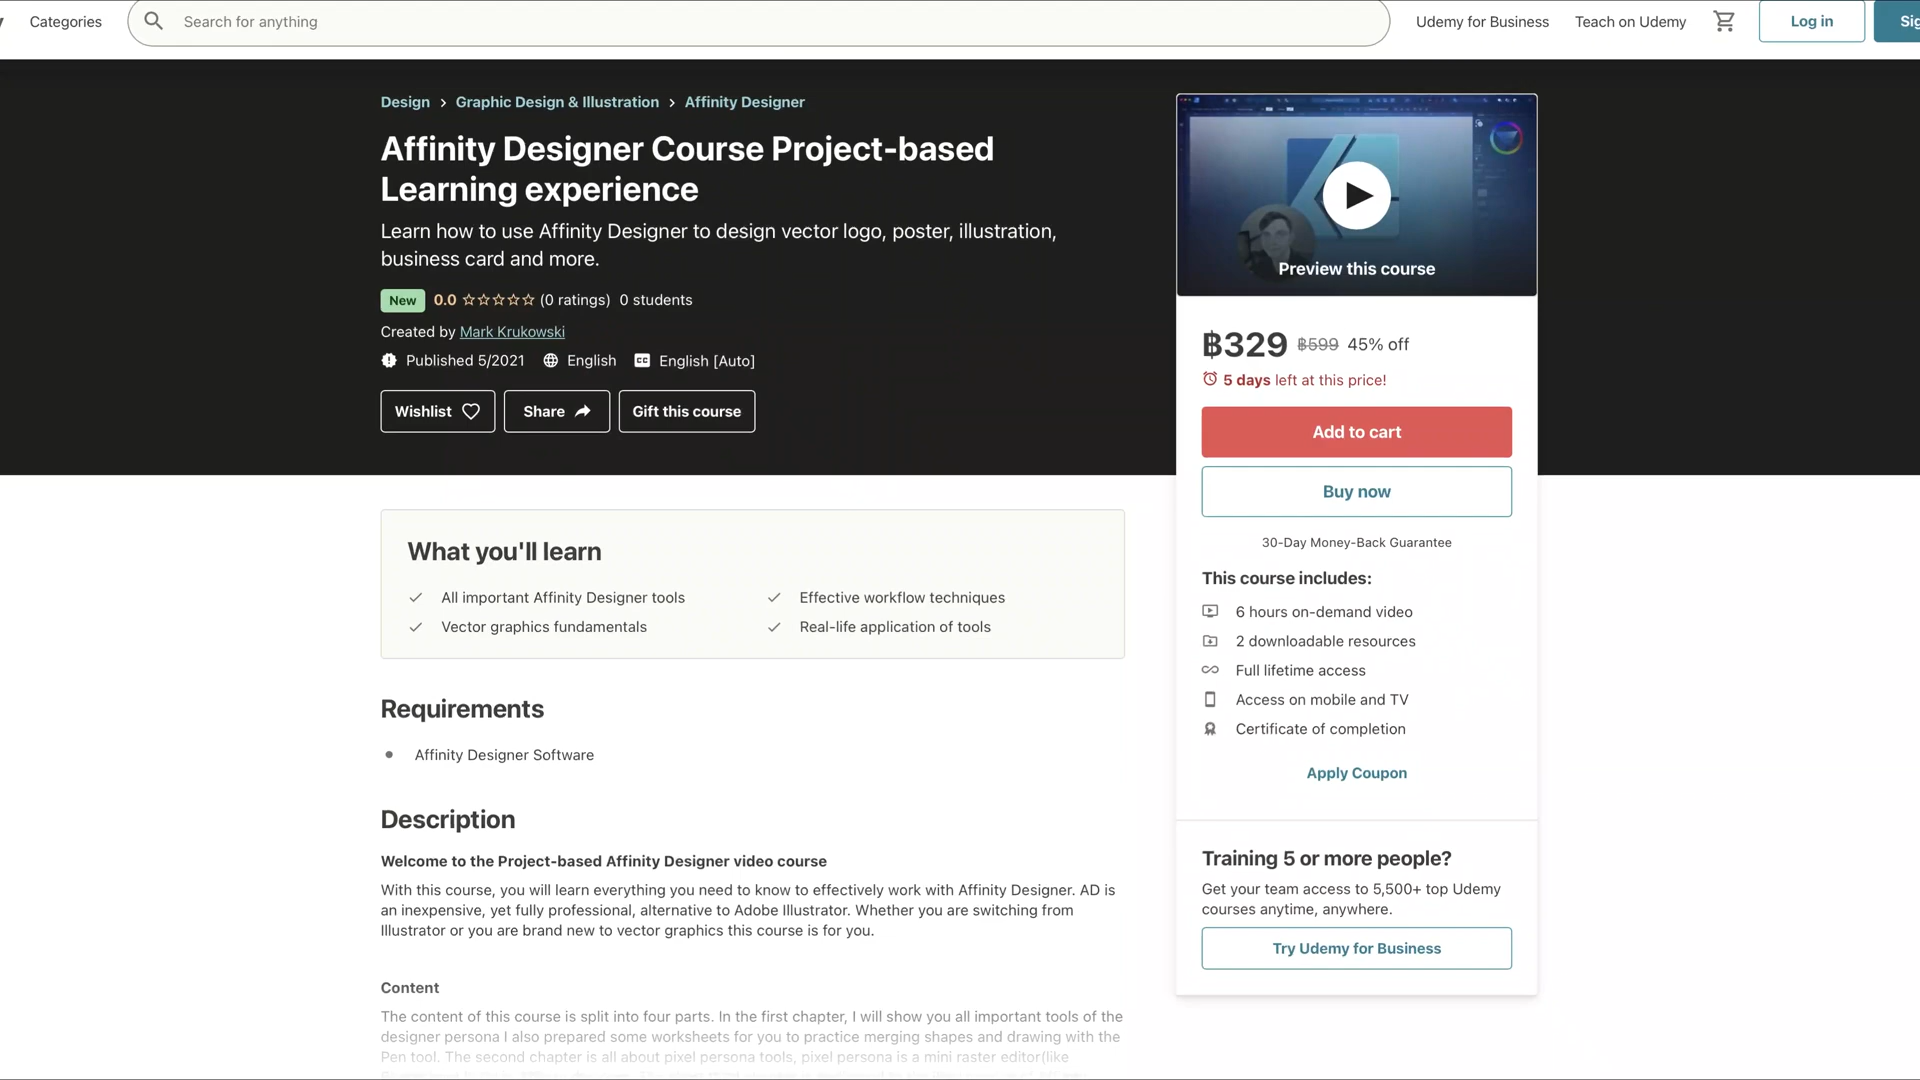 Categories
Search for anything
Udemy for Business
Teach on Udemy
Log in
Design > Graphic Design & Illustration > Affinity Designer
Affinity Designer Course Project-based
Learning experience
Learn how to use Affinity Designer to design vector logo, poster, illustration,
business card and more.
New 0.0 (0 ratings) 0 students
Created by Mark Krukowski
Published 5/2021 English CC English [Auto]
Wishlist
Share
Gift this course
Preview this course
฿329 ฿599 45% off
5 days left at this price!
Add to cart
Buy now
30-Day Money-Back Guarantee
This course includes:
6 hours on-demand video
2 downloadable resources
Full lifetime access
Access on mobile and TV
Certificate of completion
Apply Coupon
Training 5 or more people?
Get your team access to 5,500+ top Udemy
courses anytime, anywhere.
Try Udemy for Business
What you'll learn
All important Affinity Designer tools
Effective workflow techniques
Vector graphics fundamentals
Real-life application of tools
Requirements
Affinity Designer Software
Description
Welcome to the Project-based Affinity Designer video course
With this course, you will learn everything you need to know to effectively work with Affinity Designer. AD is
an inexpensive, yet fully professional, alternative to Adobe Illustrator. Whether you are switching from
Illustrator or you are brand new to vector graphics this course is for you.
Content
The content of this course is split into four parts. In the first chapter, I will show you all important tools of the
designer persona I also prepared some worksheets for you to practice merging shapes and drawing with the
Pen tool. The second chapter is all about pixel persona tools, pixel persona is a mini raster editor(like